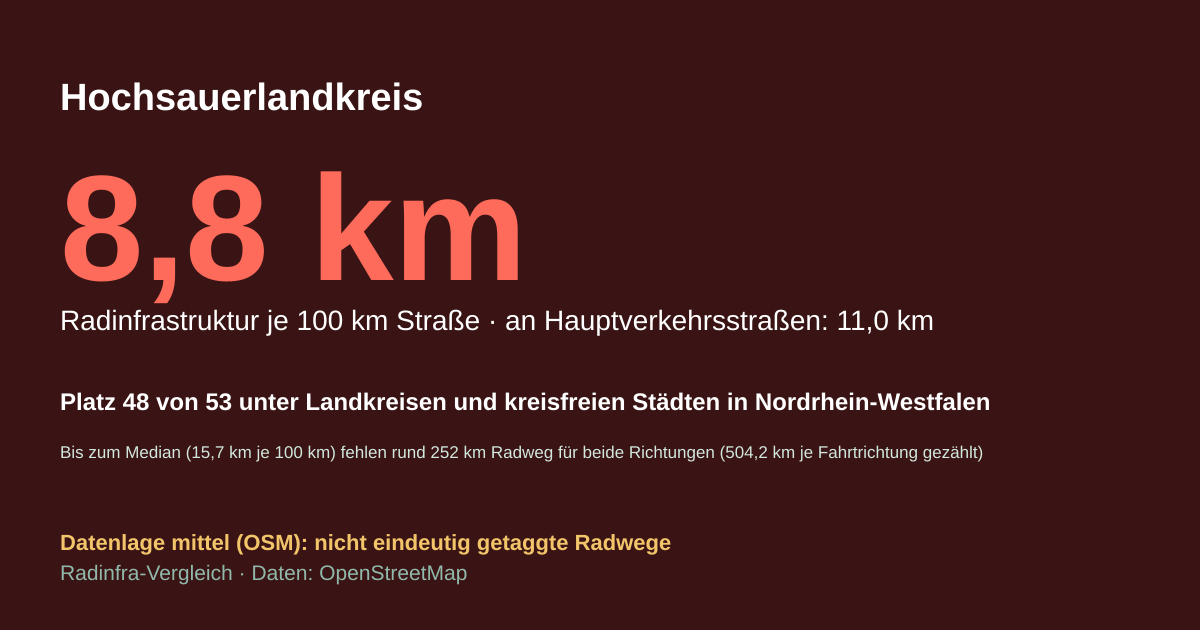 Hochsauerlandkreis
8,8 km
Radinfrastruktur je 100 km Straße · an Hauptverkehrsstraßen: 11,0 km
Platz 48 von 53 unter Landkreisen und kreisfreien Städten in Nordrhein-Westfalen
Bis zum Median (15,7 km je 100 km) fehlen rund 252 km Radweg für beide Richtungen (504,2 km je Fahrtrichtung gezählt)
Datenlage mittel (OSM): nicht eindeutig getaggte Radwege
Radinfra-Vergleich · Daten: OpenStreetMap